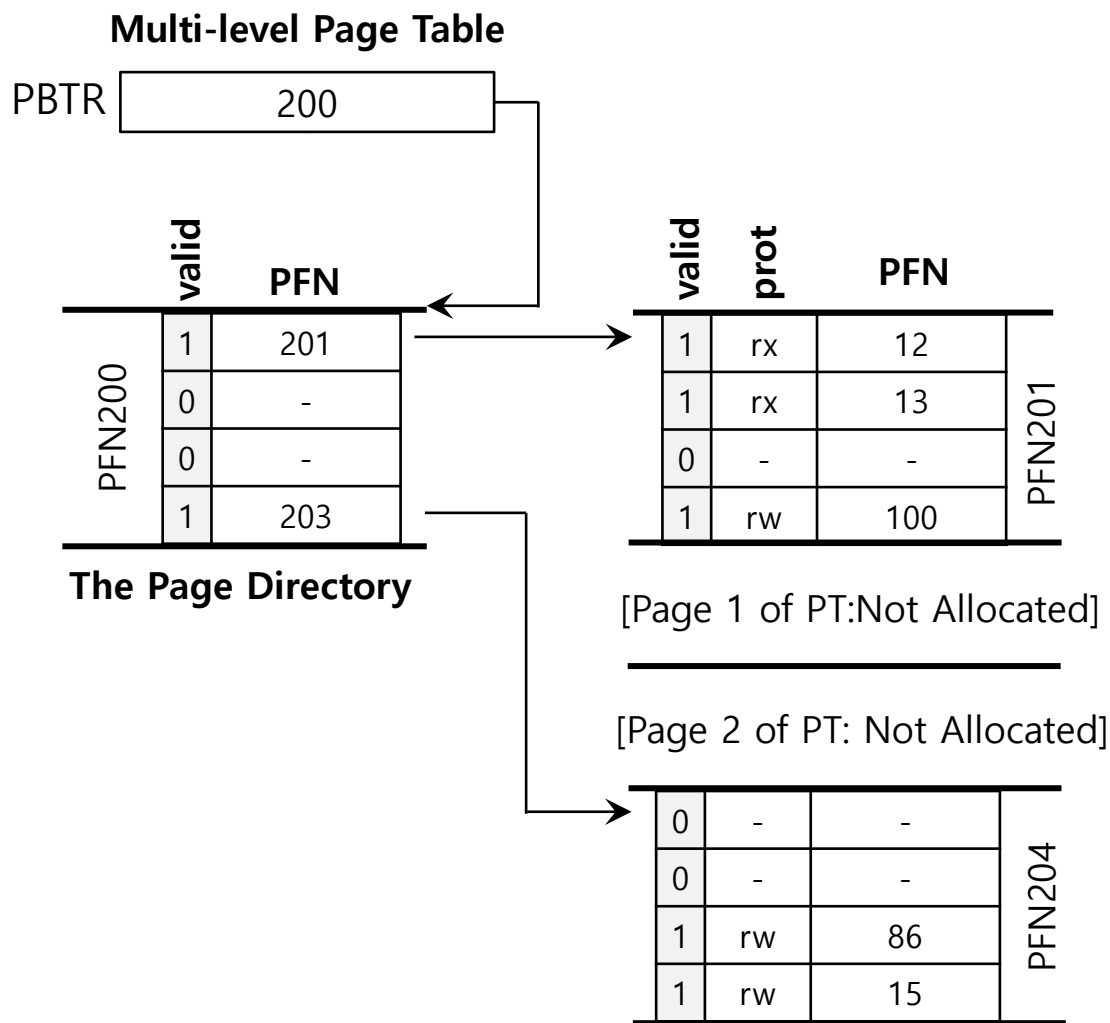 Multi-level Page Table
PBTR 200
valid PFN
PFN200
1 201
0 -
0 -
1 203
The Page Directory
valid prot PFN
1 rx 12
1 rx 13
0 - -
1 rw 100
PFN201
[Page 1 of PT:Not Allocated]
[Page 2 of PT: Not Allocated]
0 - -
0 - -
1 rw 86
1 rw 15
PFN204